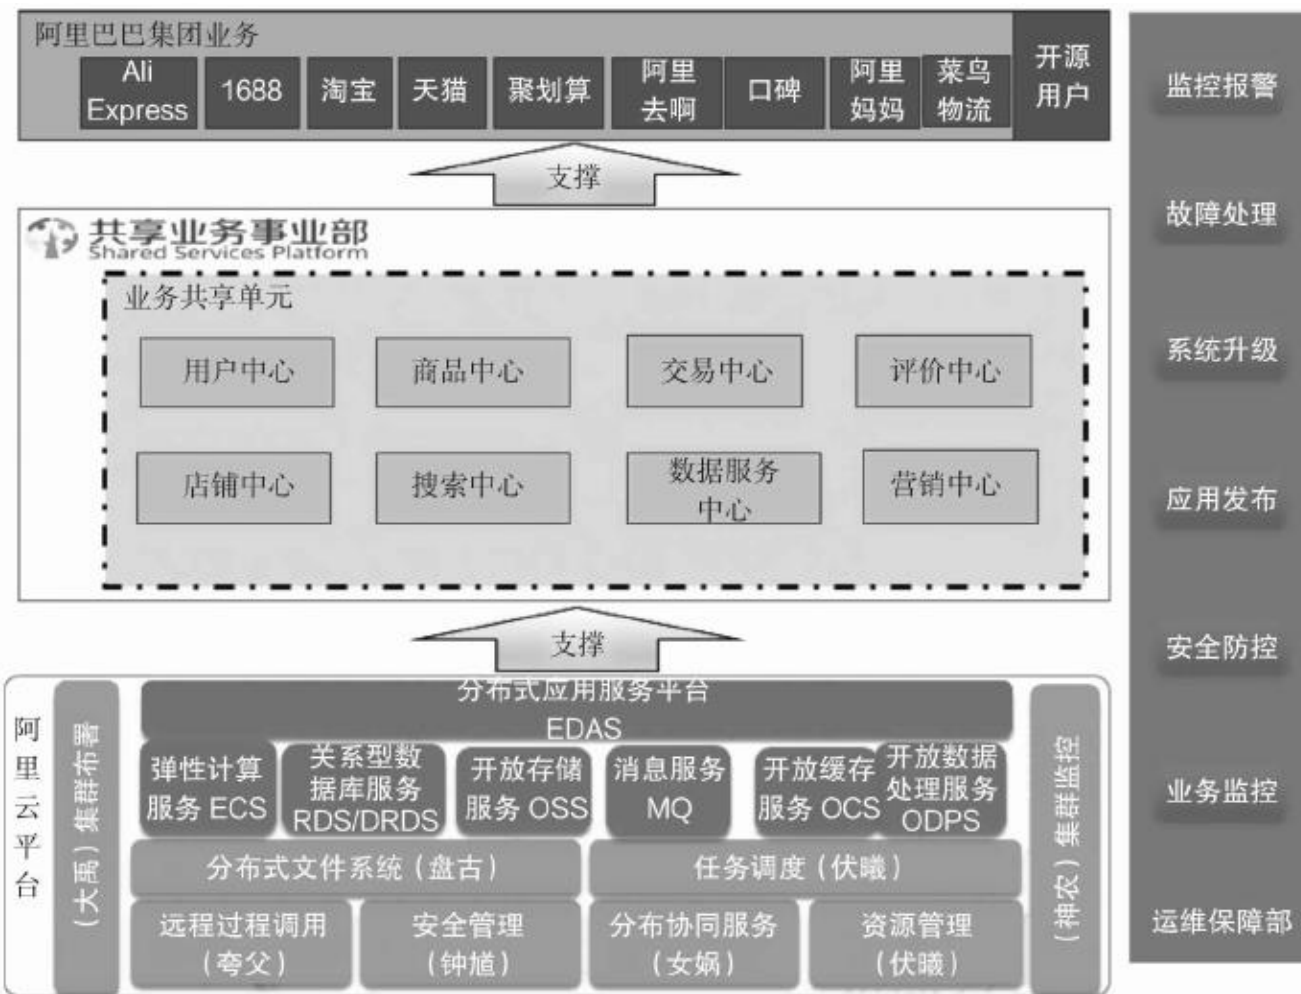 阿里巴巴集团业务
Ali
Express
1688
淘宝
天猫
聚划算
阿里
去啊
口碑
阿里
妈妈
菜鸟
物流
开源
用户
支撑
共享业务事业部
Shared Services Platform
业务共享单元
用户中心
商品中心
交易中心
评价中心
店铺中心
搜索中心
数据服务
中心
营销中心
支撑
阿里云平台
(大禹)集群布署
分布式应用服务平台
EDAS
弹性计算
服务 ECS
关系型数
据库服务
RDS/DRDS
开放存储
服务 OSS
消息服务
MQ
开放缓存
服务 OCS
开放数据
处理服务
ODPS
分布式文件系统(盘古)
任务调度(伏曦)
远程过程调用
(夸父)
安全管理
(钟馗)
分布协同服务
(女娲)
资源管理
(伏曦)
(神农)集群监控
监控报警
故障处理
系统升级
应用发布
安全防控
业务监控
运维保障部